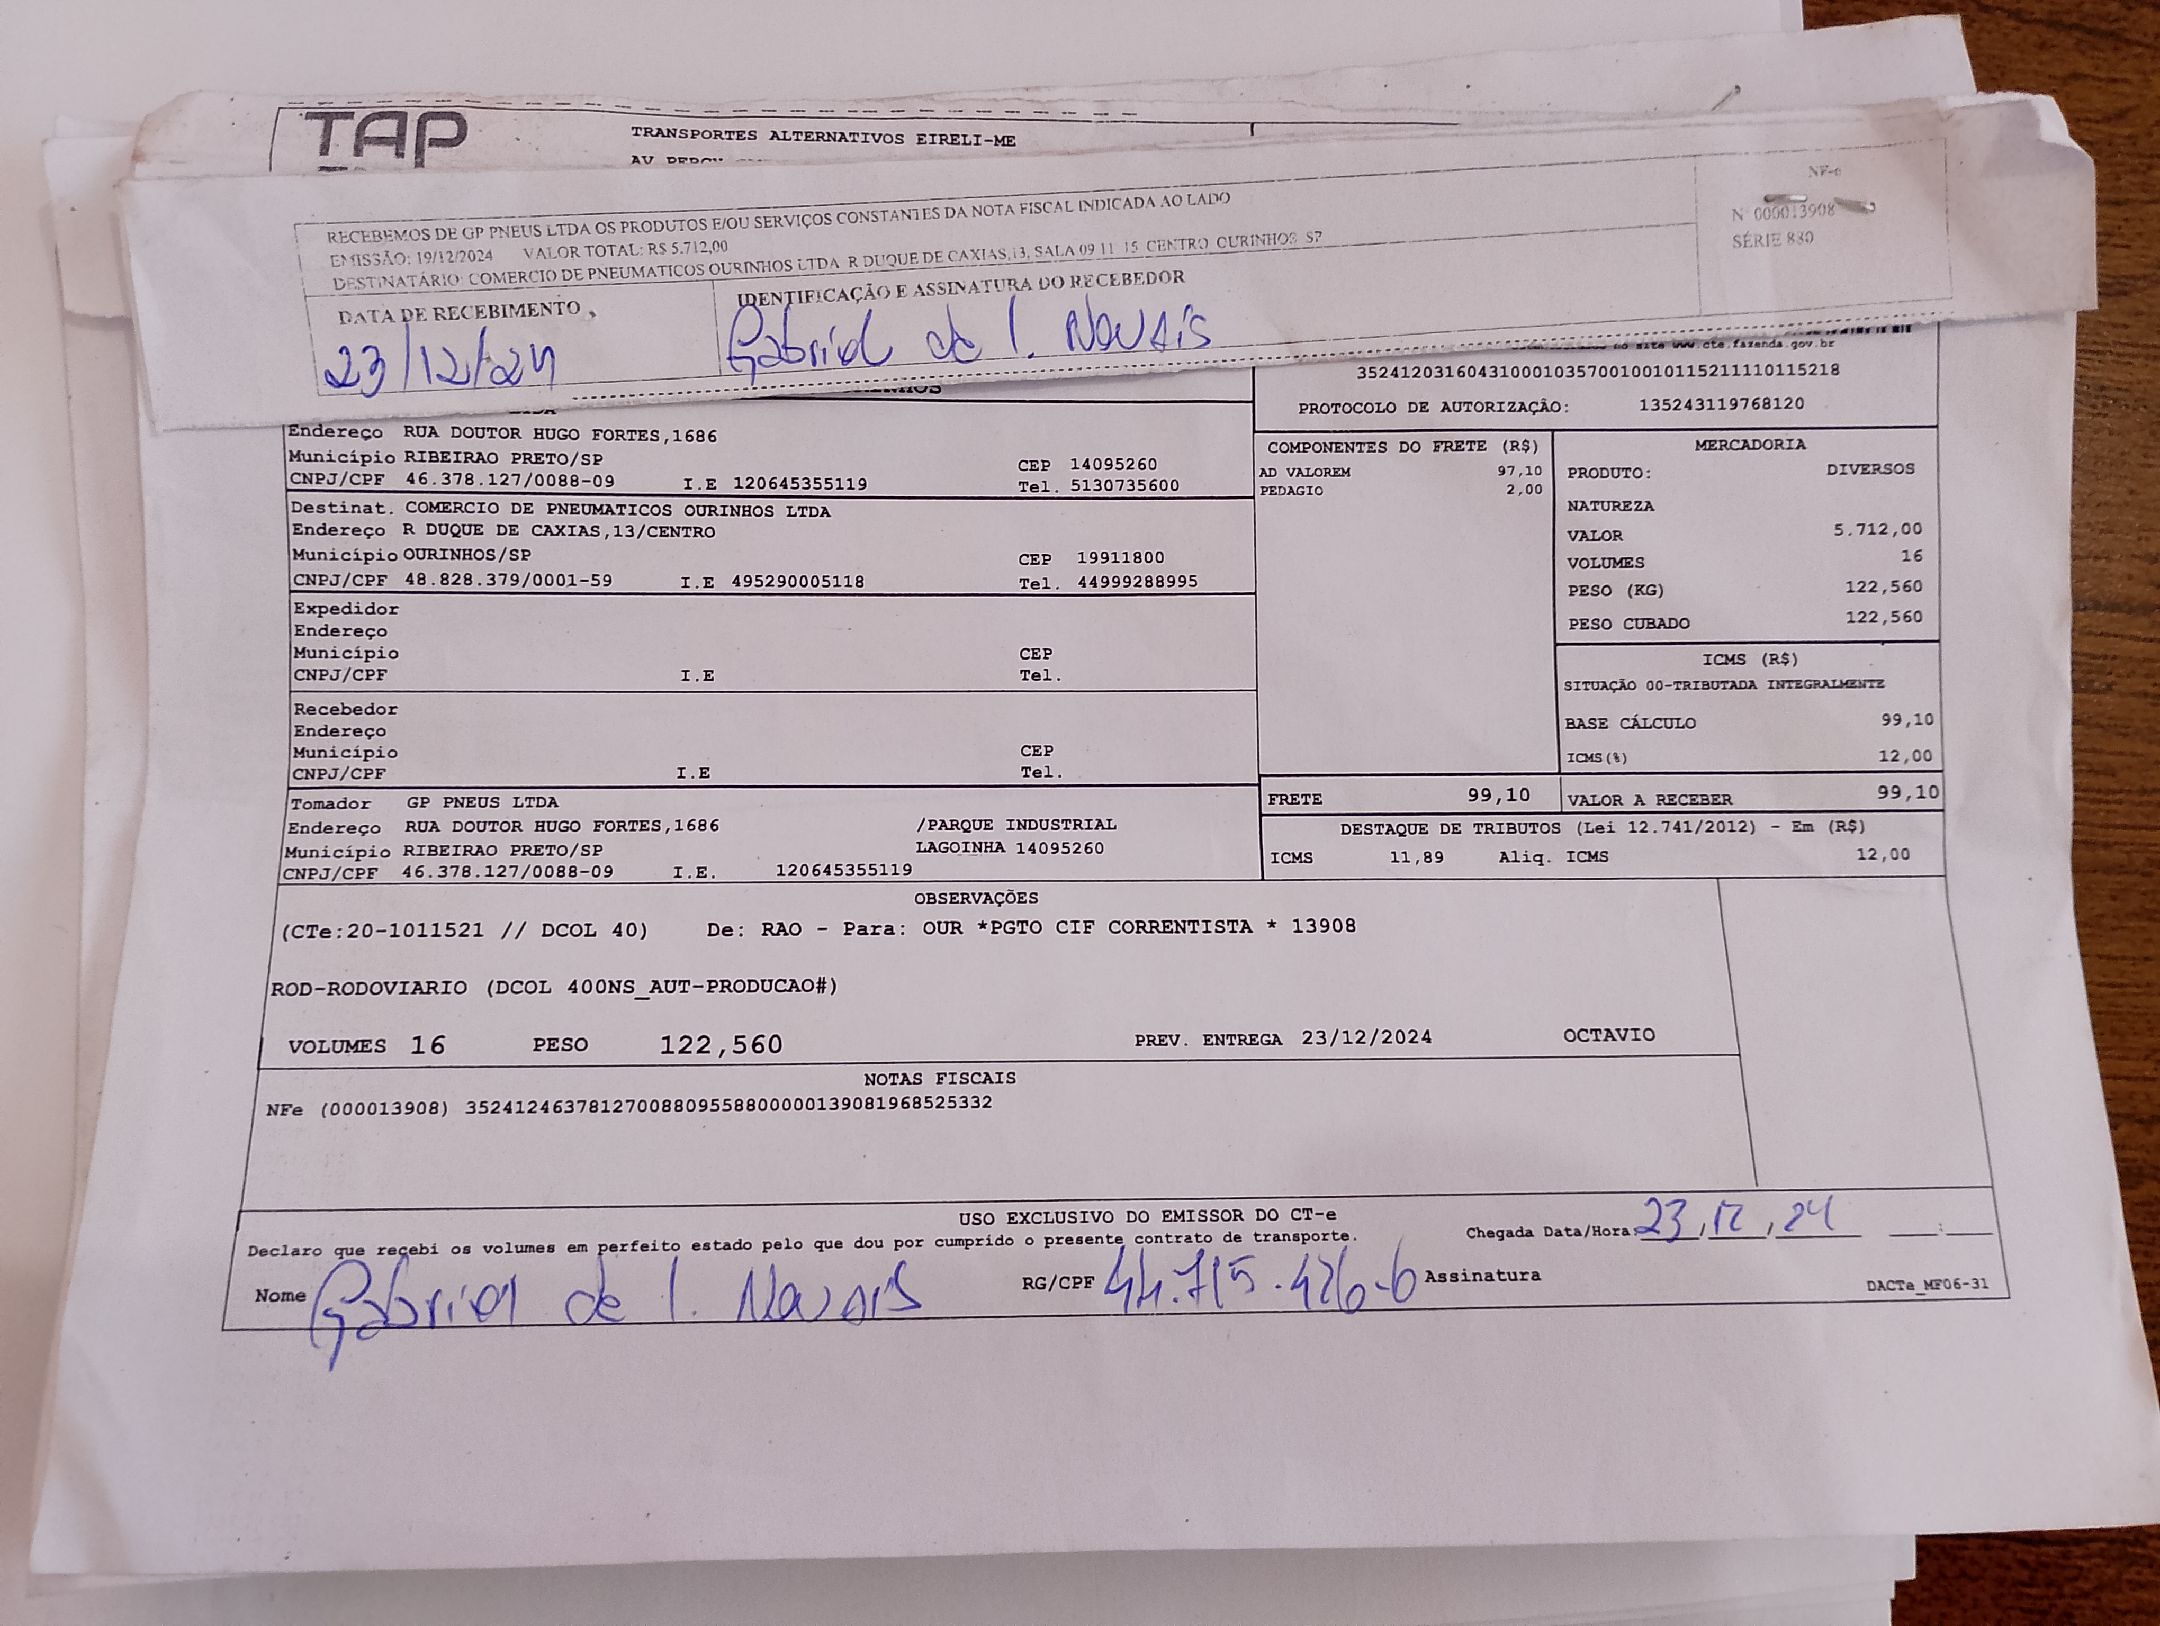 TAP
TRANSPORTES ALTERNATIVOS EIRELI-ME
RECEBEMOS DE GP PNEUS LTDA OS PRODUTOS E/OU SERVIÇOS CONSTANTES DA NOTA FISCAL INDICADA AO LADO
EMISSÃO: 19/12/2024 VALOR TOTAL: R$ 5.712,00
DESTINATÁRIO: COMERCIO DE PNEUMATICOS OURINHOS LTDA R DUQUE DE CAXIAS,13, SALA 09 11 15 CENTRO OURINHOS SP
NF-e
N 000013908
SÉRIE 880
DATA DE RECEBIMENTO
23/12/24
IDENTIFICAÇÃO E ASSINATURA DO RECEBEDOR
Gabriel de l. Novais
no site www.cte.fazenda.gov.br
35241203160431000103570010010115211110115218
PROTOCOLO DE AUTORIZAÇÃO: 135243119768120
LTDA
Endereço RUA DOUTOR HUGO FORTES,1686
Município RIBEIRAO PRETO/SP CEP 14095260
CNPJ/CPF 46.378.127/0088-09 I.E 120645355119 Tel. 5130735600
Destinat. COMERCIO DE PNEUMATICOS OURINHOS LTDA
Endereço R DUQUE DE CAXIAS,13/CENTRO
Município OURINHOS/SP CEP 19911800
CNPJ/CPF 48.828.379/0001-59 I.E 495290005118 Tel. 44999288995
Expedidor
Endereço
Município CEP
CNPJ/CPF I.E Tel.
Recebedor
Endereço
Município CEP
CNPJ/CPF I.E Tel.
Tomador GP PNEUS LTDA
Endereço RUA DOUTOR HUGO FORTES,1686 /PARQUE INDUSTRIAL
Município RIBEIRAO PRETO/SP LAGOINHA 14095260
CNPJ/CPF 46.378.127/0088-09 I.E. 120645355119
COMPONENTES DO FRETE (R$)
AD VALOREM 97,10
PEDAGIO 2,00
MERCADORIA
PRODUTO: DIVERSOS
NATUREZA
VALOR 5.712,00
VOLUMES 16
PESO (KG) 122,560
PESO CUBADO 122,560
ICMS (R$)
SITUAÇÃO 00-TRIBUTADA INTEGRALMENTE
BASE CÁLCULO 99,10
ICMS(%) 12,00
FRETE 99,10 VALOR A RECEBER 99,10
DESTAQUE DE TRIBUTOS (Lei 12.741/2012) - Em (R$)
ICMS 11,89 Aliq. ICMS 12,00
OBSERVAÇÕES
(CTe:20-1011521 // DCOL 40) De: RAO - Para: OUR *PGTO CIF CORRENTISTA * 13908
ROD-RODOVIARIO (DCOL 400NS_AUT-PRODUCAO#)
VOLUMES 16 PESO 122,560 PREV. ENTREGA 23/12/2024 OCTAVIO
NOTAS FISCAIS
NFe (000013908) 35241246378127008809558800000139081968525332
USO EXCLUSIVO DO EMISSOR DO CT-e
Declaro que recebi os volumes em perfeito estado pelo que dou por cumprido o presente contrato de transporte. Chegada Data/Hora 23,12,24 __:__
Nome Gabriel de l. Novais RG/CPF 44.715.426-6 Assinatura
DACTe_MF06-31